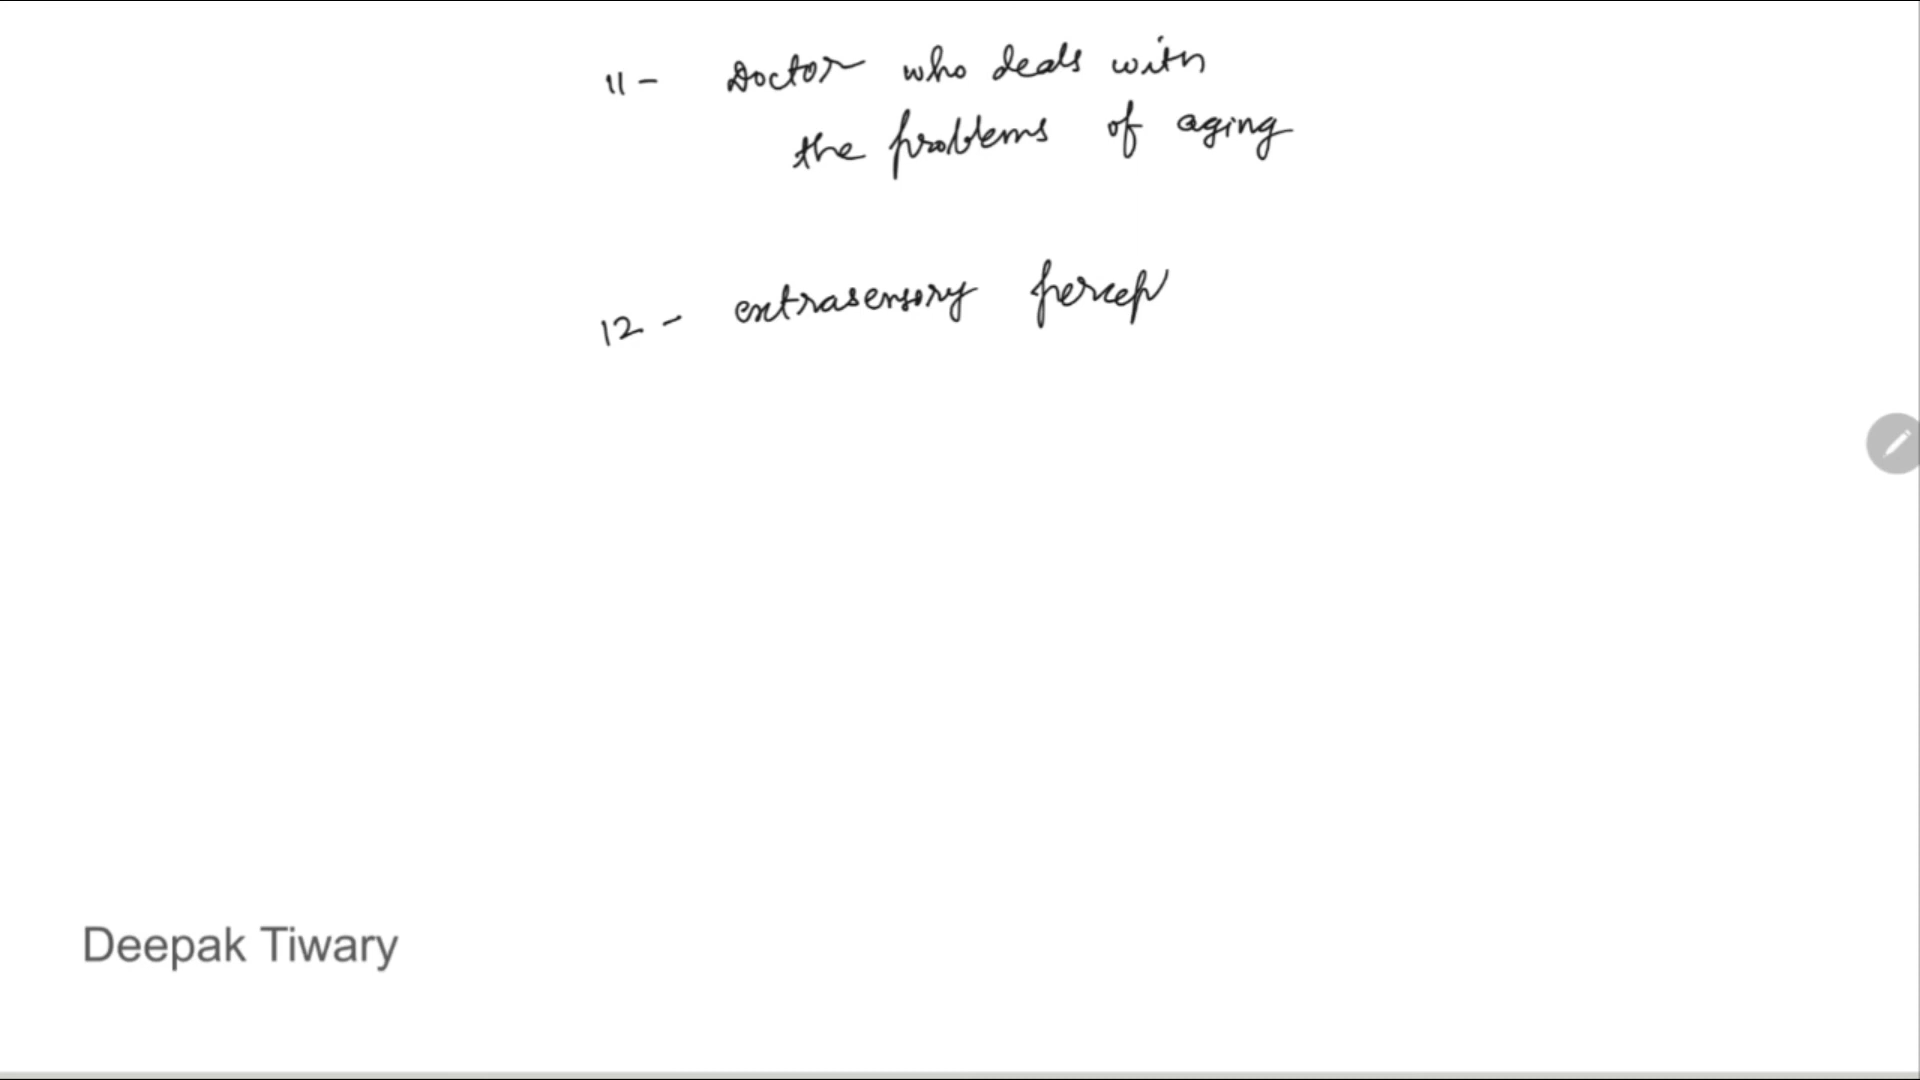 11 - Doctor who deals with
the problems of aging
12 - extrasensory percep
Deepak Tiwary